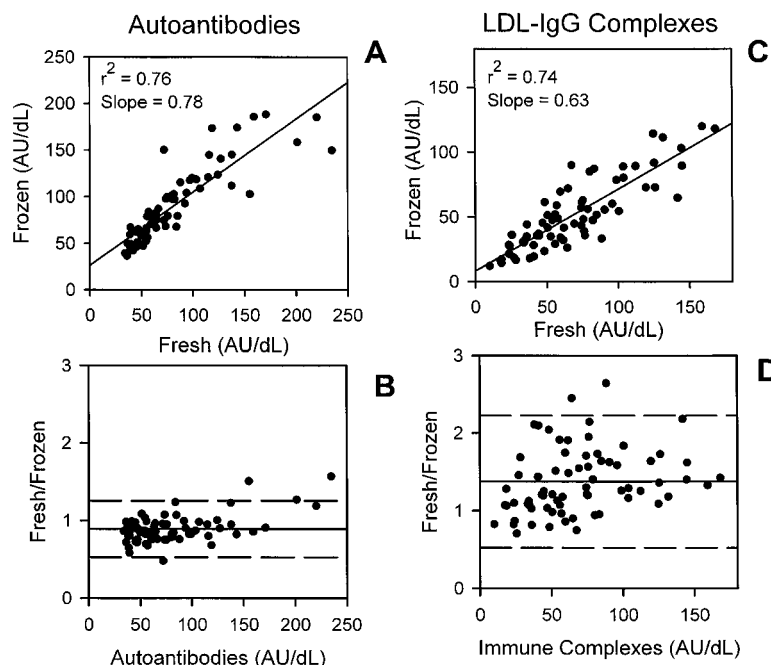 Autoantibodies
LDL-IgG Complexes
A
r² = 0.76
Slope = 0.78
Frozen (AU/dL)
250
200
150
100
50
0
0 50 100 150 200 250
Fresh (AU/dL)
C
r² = 0.74
Slope = 0.63
Frozen (AU/dL)
150
100
50
0
0 50 100 150
Fresh (AU/dL)
B
Fresh/Frozen
3
2
1
0
0 50 100 150 200 250
Autoantibodies (AU/dL)
D
Fresh/Frozen
3
2
1
0
0 50 100 150
Immune Complexes (AU/dL)